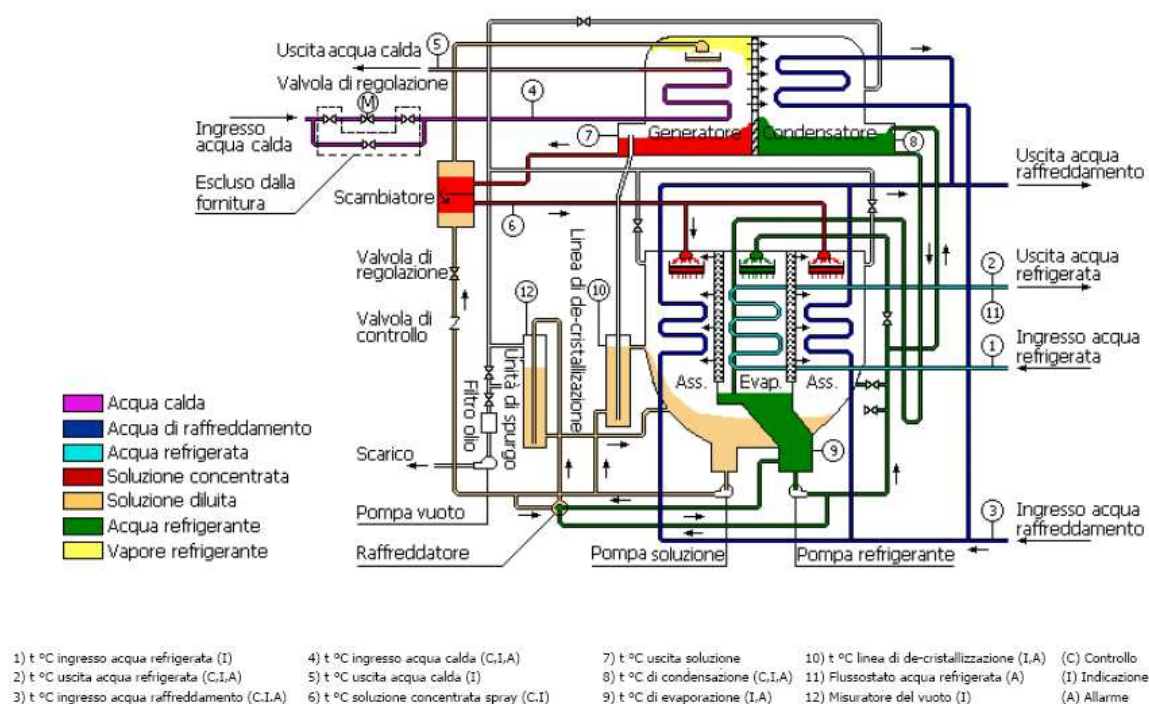 Uscita acqua calda
5
Valvola di regolazione
M
4
Ingresso
acqua calda
Escluso dalla
fornitura
Scambiatore
7
Generatore
Condensatore
8
Uscita acqua
raffreddamento
6
Valvola di
regolazione
Valvola di
controllo
Linea di de-cristallizazione
12
10
2
Uscita acqua
refrigerata
11
1
Ingresso acqua
refrigerata
Ass.
Evap.
Ass.
Unità di spurgo
Filtro olio
Scarico
9
Pompa vuoto
Raffreddatore
Pompa soluzione
Pompa refrigerante
3
Ingresso acqua
raffreddamento
Acqua calda
Acqua di raffreddamento
Acqua refrigerata
Soluzione concentrata
Soluzione diluita
Acqua refrigerante
Vapore refrigerante
1) t °C ingresso acqua refrigerata (I)
2) t °C uscita acqua refrigerata (C,I,A)
3) t °C ingresso acqua raffreddamento (C,I,A)
4) t °C ingresso acqua calda (C,I,A)
5) t °C uscita acqua calda (I)
6) t °C soluzione concentrata spray (C,I)
7) t °C uscita soluzione
8) t °C di condensazione (C,I,A)
9) t °C di evaporazione (I,A)
10) t °C linea di de-cristallizzazione (I,A)
11) Flussostato acqua refrigerata (A)
12) Misuratore del vuoto (I)
(C) Controllo
(I) Indicazione
(A) Allarme